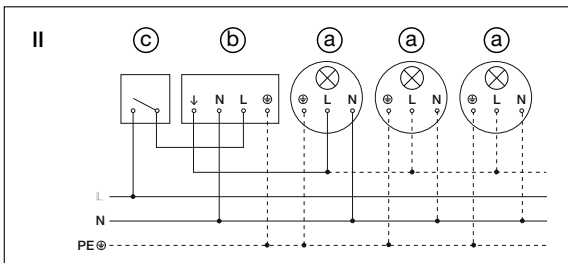 II c b a a a
↓ N L ⏚ ⏚ L N ⏚ L N ⏚ L N
L
N
PE ⏚